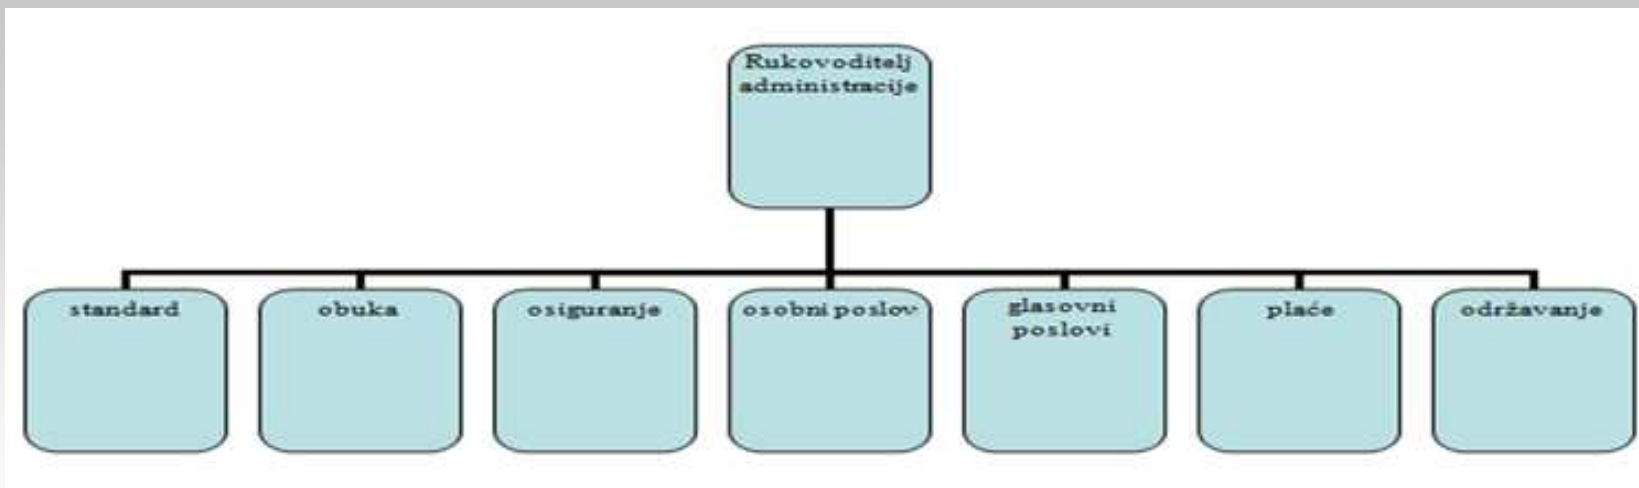 Rukovoditelj
administracije
standard
obuka
osiguranje
osobni poslov
glasovni
poslovi
plaće
održavanje